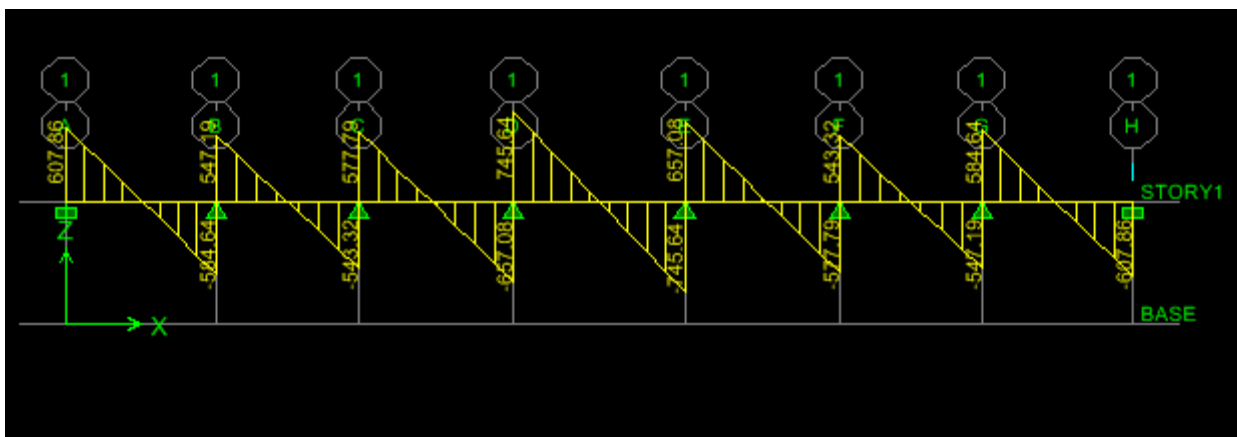 1 1 1 1 1 1 1 1
A B C D E F G H
607.86 547.19 577.79 745.64 657.08 543.32 584.64
STORY1
-584.64 -543.32 -657.08 -745.64 -577.79 -547.19 -607.86
Z
X
BASE